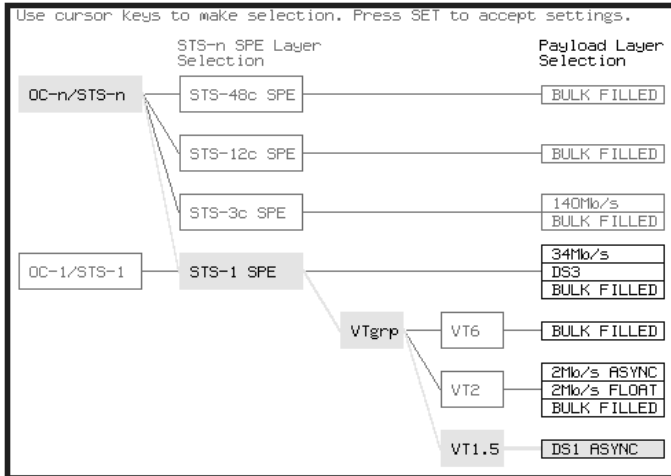 Use cursor Keys to make selection. Press SET to accept settings.
STS-n SPE Layer
Selection
Payload Layer
Selection
OC-n/STS-n
STS-48c SPE
BULK FILLED
STS-12c SPE
BULK FILLED
STS-3c SPE
140Mb/s
BULK FILLED
OC-1/STS-1
STS-1 SPE
34Mb/s
DS3
BULK FILLED
VTgrp
VT6
BULK FILLED
VT2
2Mb/s ASYNC
2Mb/s FLOAT
BULK FILLED
VT1.5
DS1 ASYNC